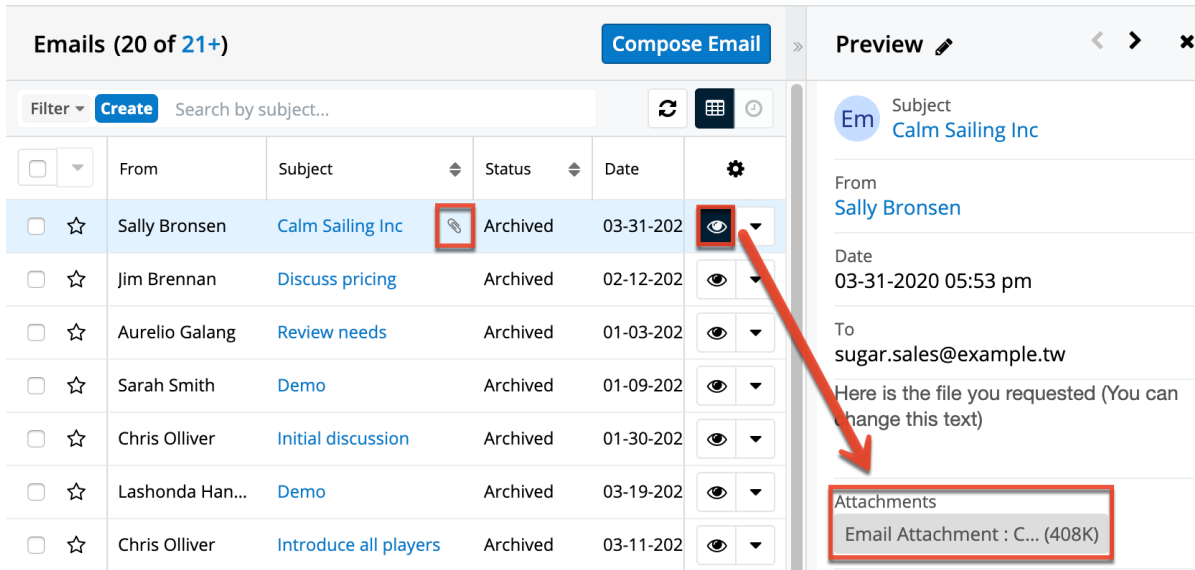 Emails (20 of 21+)
Compose Email
Filter
Create
Search by subject...
From Subject Status Date
Sally Bronsen Calm Sailing Inc Archived 03-31-202
Jim Brennan Discuss pricing Archived 02-12-202
Aurelio Galang Review needs Archived 01-03-202
Sarah Smith Demo Archived 01-09-202
Chris Olliver Initial discussion Archived 01-30-202
Lashonda Han... Demo Archived 03-19-202
Chris Olliver Introduce all players Archived 03-11-202
Preview
Em
Subject
Calm Sailing Inc
From
Sally Bronsen
Date
03-31-2020 05:53 pm
To
sugar.sales@example.tw
Here is the file you requested (You can
change this text)
Attachments
Email Attachment : C... (408K)